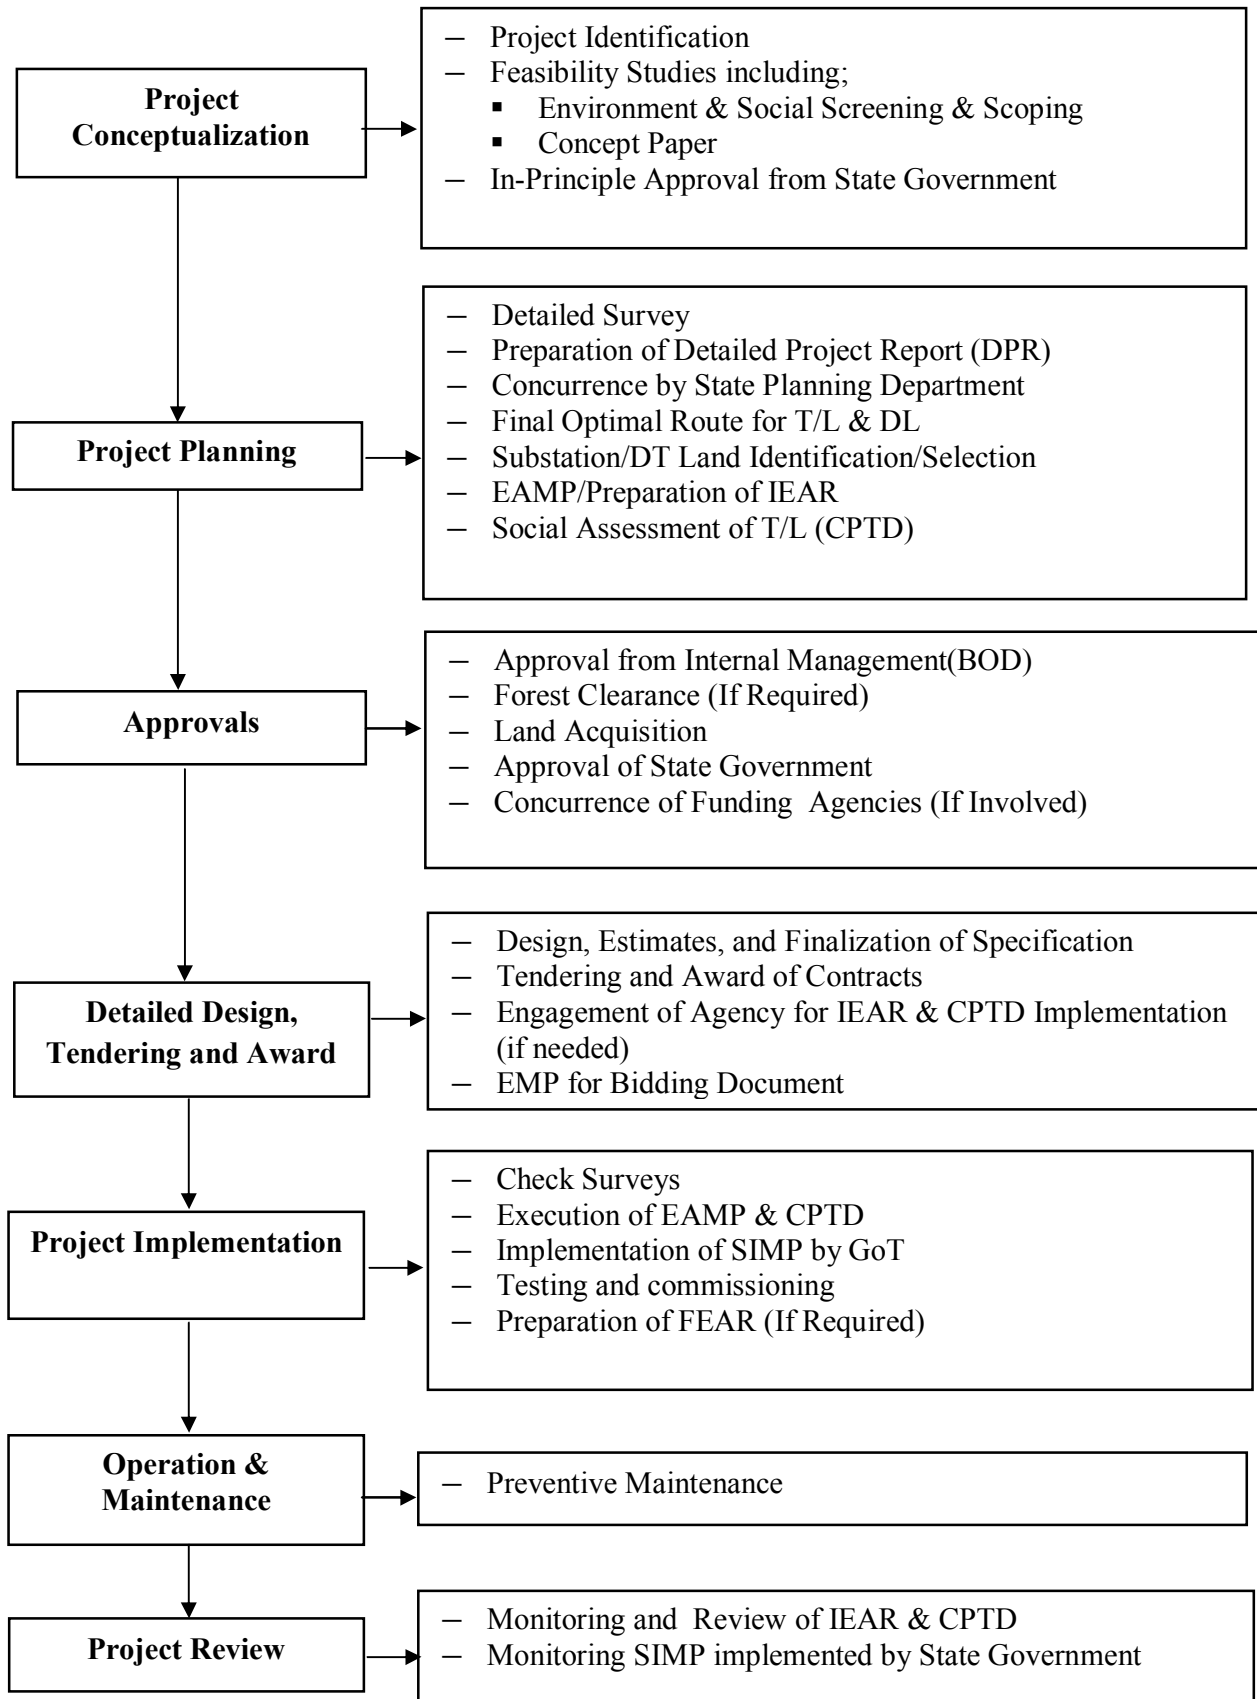 Project
Conceptualization
— Project Identification
— Feasibility Studies including;
▪ Environment & Social Screening & Scoping
▪ Concept Paper
— In-Principle Approval from State Government
Project Planning
— Detailed Survey
— Preparation of Detailed Project Report (DPR)
— Concurrence by State Planning Department
— Final Optimal Route for T/L & DL
— Substation/DT Land Identification/Selection
— EAMP/Preparation of IEAR
— Social Assessment of T/L (CPTD)
Approvals
— Approval from Internal Management(BOD)
— Forest Clearance (If Required)
— Land Acquisition
— Approval of State Government
— Concurrence of Funding Agencies (If Involved)
Detailed Design,
Tendering and Award
— Design, Estimates, and Finalization of Specification
— Tendering and Award of Contracts
— Engagement of Agency for IEAR & CPTD Implementation
(if needed)
— EMP for Bidding Document
Project Implementation
— Check Surveys
— Execution of EAMP & CPTD
— Implementation of SIMP by GoT
— Testing and commissioning
— Preparation of FEAR (If Required)
Operation &
Maintenance
— Preventive Maintenance
Project Review
— Monitoring and Review of IEAR & CPTD
— Monitoring SIMP implemented by State Government